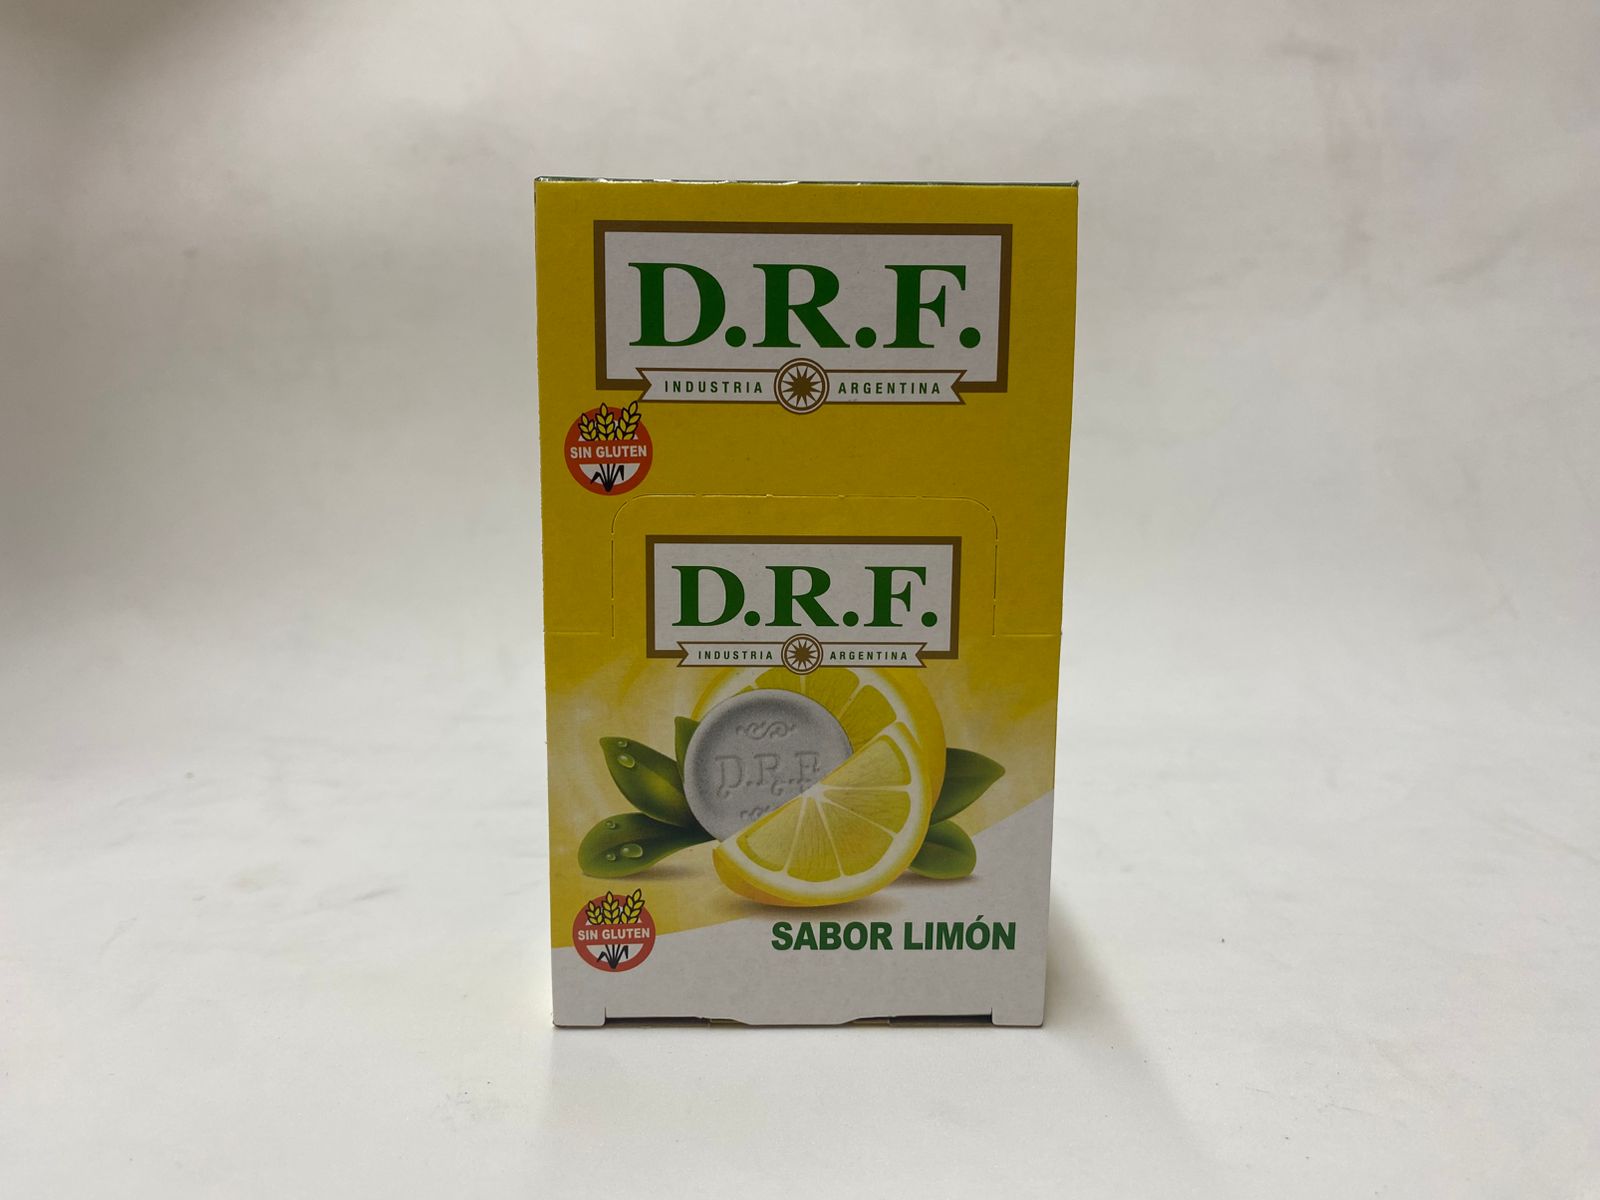 D.R.F.
INDUSTRIA ARGENTINA
SIN GLUTEN
D.R.F.
INDUSTRIA ARGENTINA
D.R.F.
SIN GLUTEN
SABOR LIMÓN